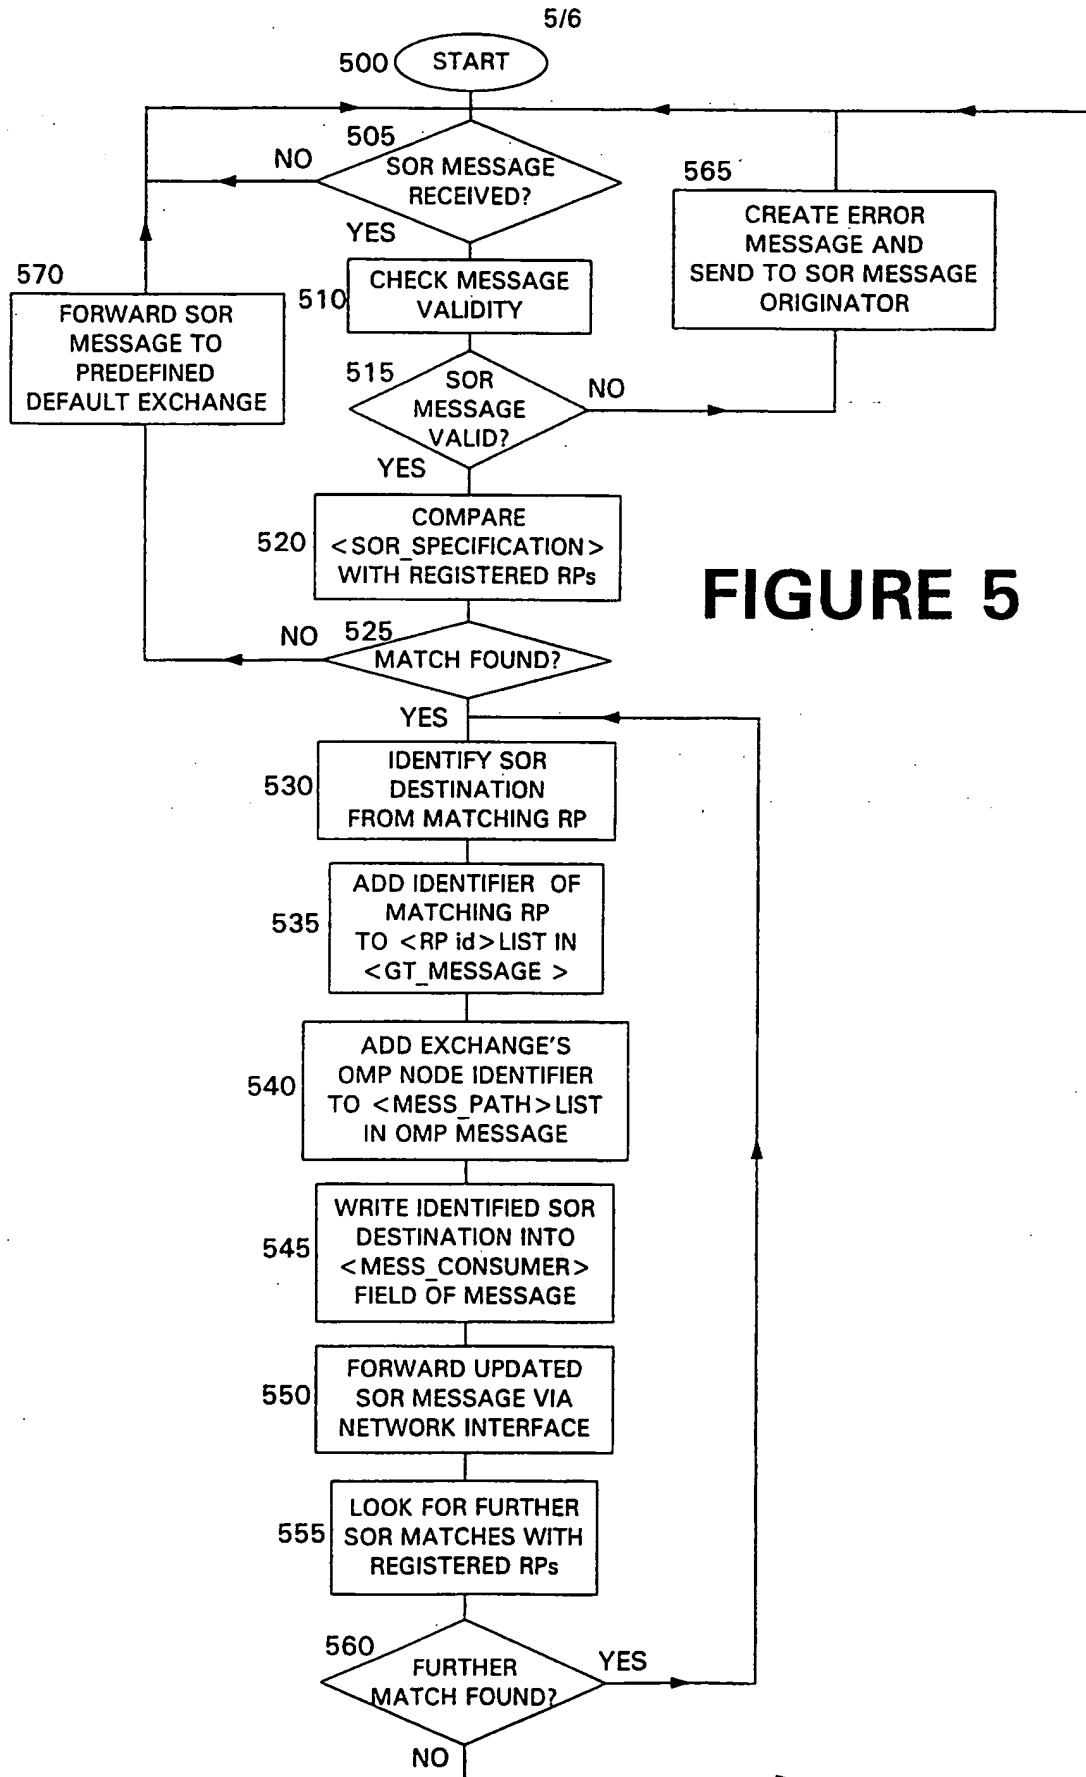 5/6
500
START
505
NO
SOR MESSAGE
RECEIVED?
YES
565
CREATE ERROR
MESSAGE AND
SEND TO SOR MESSAGE
ORIGINATOR
570
FORWARD SOR
MESSAGE TO
PREDEFINED
DEFAULT EXCHANGE
510
CHECK MESSAGE
VALIDITY
515
SOR
MESSAGE
VALID?
NO
YES
520
COMPARE
<SOR_SPECIFICATION>
WITH REGISTERED RPs
FIGURE 5
NO
525
MATCH FOUND?
YES
530
IDENTIFY SOR
DESTINATION
FROM MATCHING RP
535
ADD IDENTIFIER OF
MATCHING RP
TO <RP id> LIST IN
<GT_MESSAGE >
540
ADD EXCHANGE'S
OMP NODE IDENTIFIER
TO <MESS_PATH> LIST
IN OMP MESSAGE
545
WRITE IDENTIFIED SOR
DESTINATION INTO
<MESS_CONSUMER>
FIELD OF MESSAGE
550
FORWARD UPDATED
SOR MESSAGE VIA
NETWORK INTERFACE
555
LOOK FOR FURTHER
SOR MATCHES WITH
REGISTERED RPs
560
FURTHER
MATCH FOUND?
YES
NO